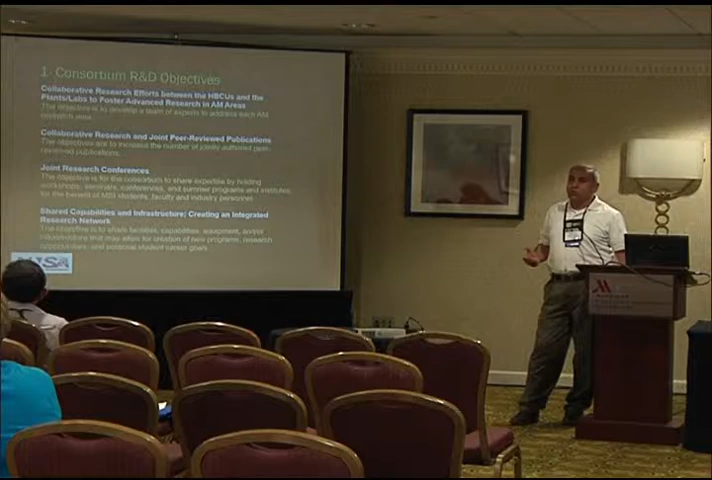 1- Consortium R&D Objectives
Collaborative Research Efforts between the HBCUs and the
Plants/Labs to Foster Advanced Research in AM Areas
The objective is to develop a team of experts to address each AM
research area.
Collaborative Research and Joint Peer-Reviewed Publications
The objectives are to increase the number of jointly authored peer-
reviewed publications.
Joint Research Conferences
The objective is for the consortium to share expertise by holding
workshops, seminars, conferences, and summer programs and institutes
for the benefit of MSI students, faculty and industry personnel
Shared Capabilities and Infrastructure; Creating an Integrated
Research Network
The objective is to share facilities, capabilities, equipment, and/or
infrastructure that may allow for creation of new programs, research
opportunities, and potential student career goals